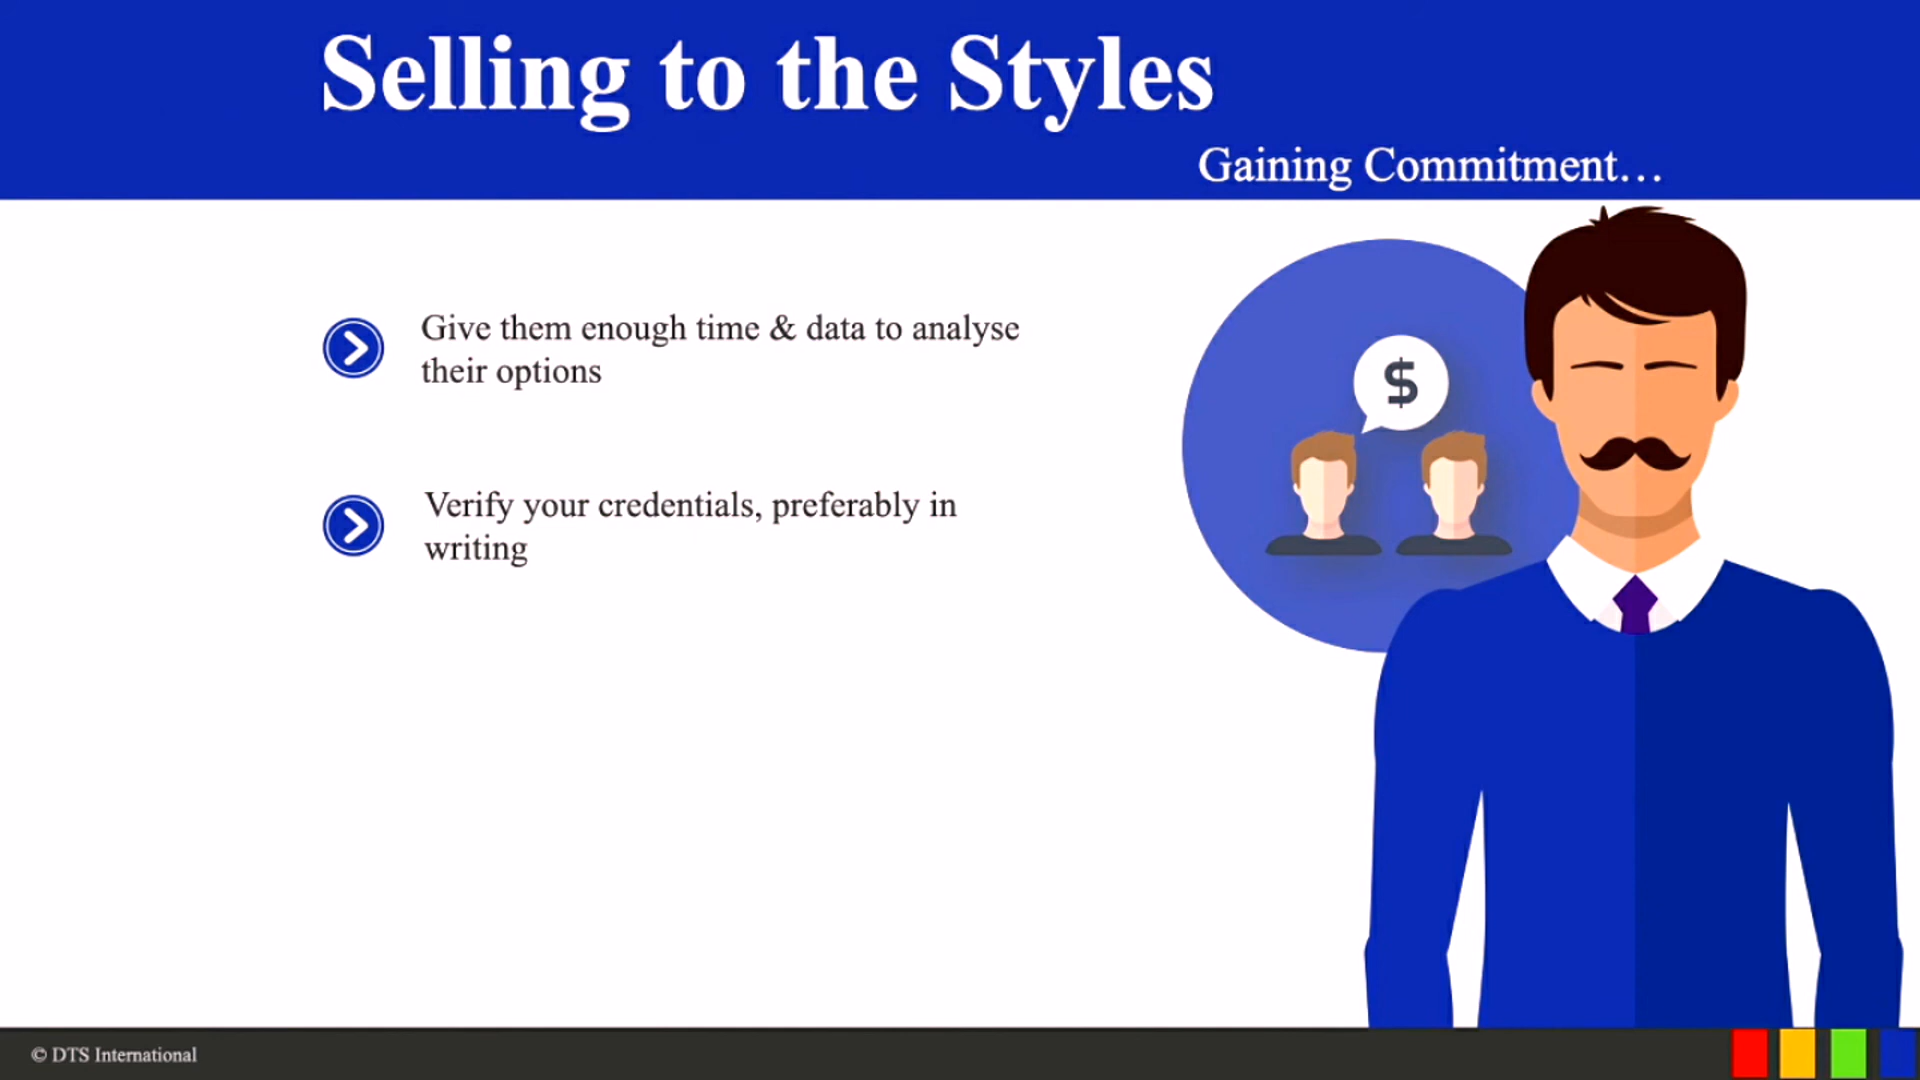 Selling to the Styles
Gaining Commitment...
Give them enough time & data to analyse
their options
Verify your credentials, preferably in
writing
$
© DTS International